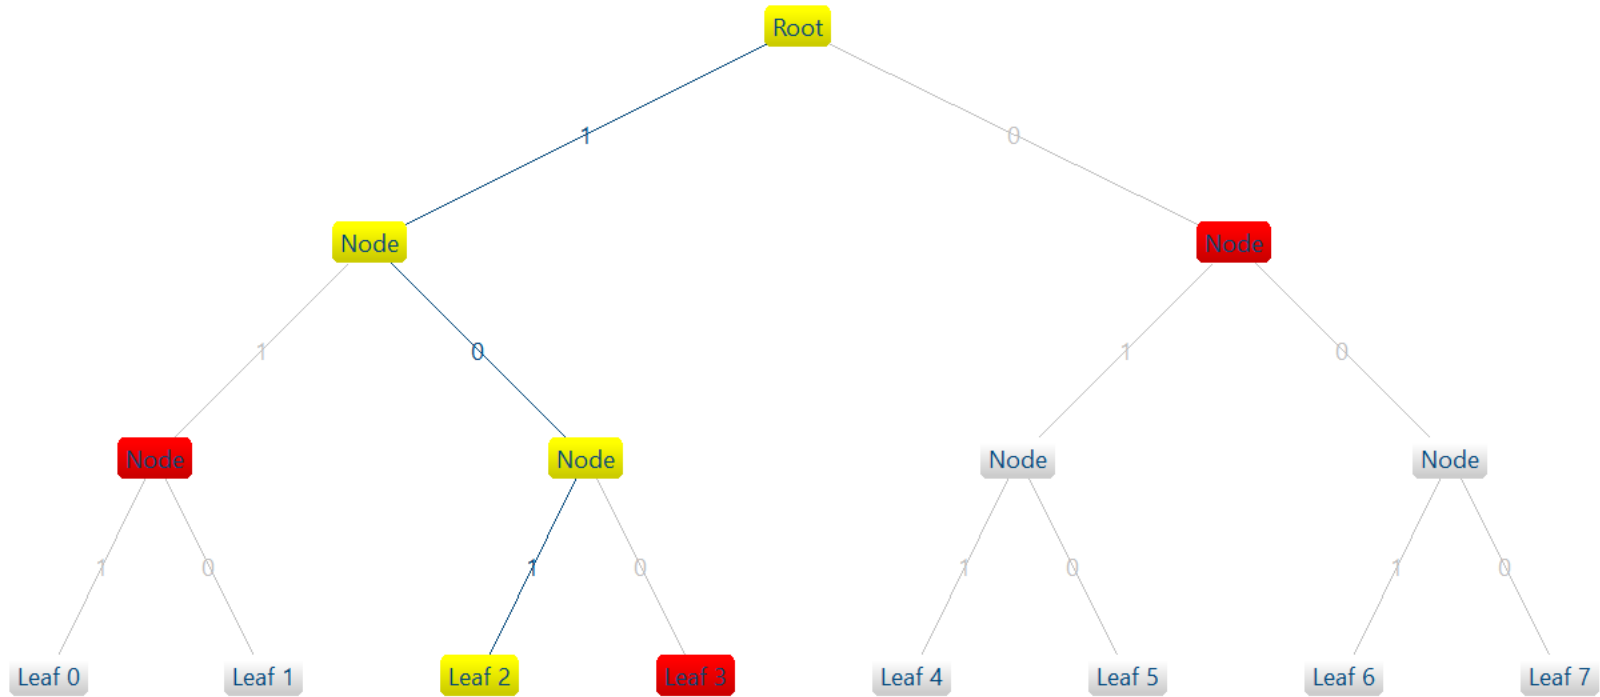 Root
1 0
Node Node
1 0 1 0
Node Node Node Node
1 0 1 0 1 0 1 0
Leaf 0 Leaf 1 Leaf 2 Leaf 3 Leaf 4 Leaf 5 Leaf 6 Leaf 7